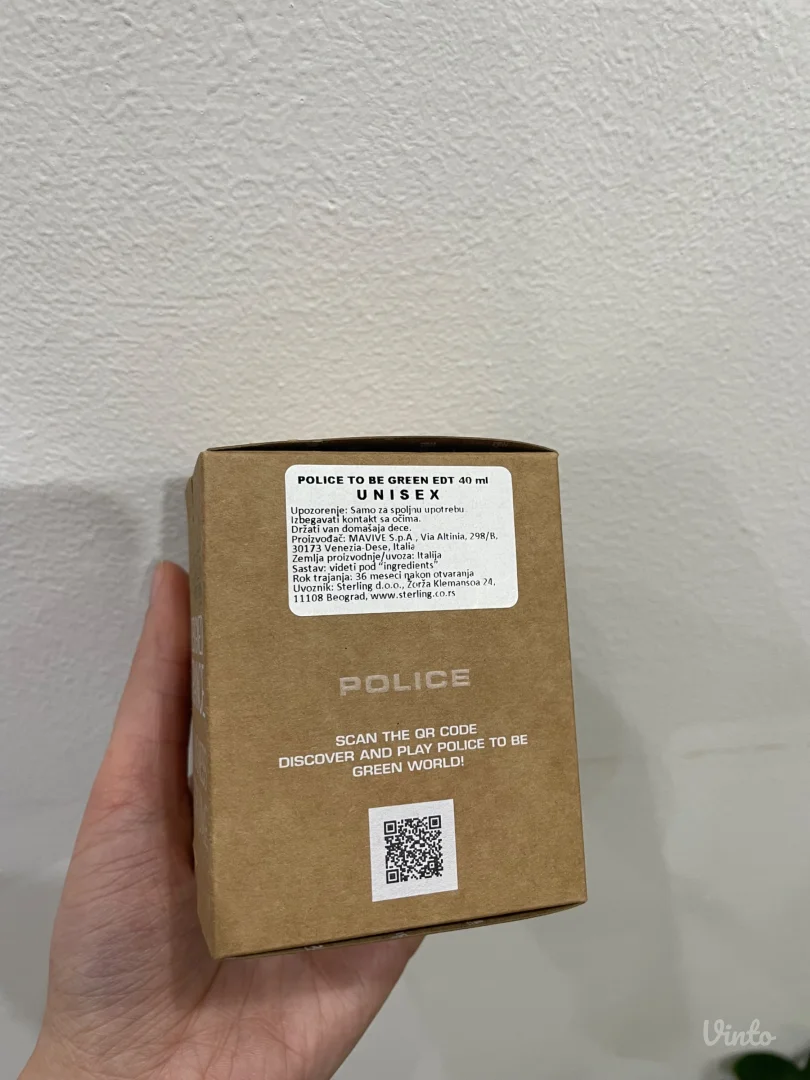 POLICE TO BE GREEN EDT 40 ml
UNISEX
Upozorenje: Samo za spoljnu upotrebu
Izbegavati kontakt sa očima.
Držati van domašaja dece.
Proizvođač: MAVIVE S.p.A , Via Altinia, 298/B,
30173 Venezia-Dese, Italia
Zemlja proizvodnje/uvoza: Italija
Sastav: videti pod "ingredients"
Rok trajanja: 36 meseci nakon otvaranja
Uvoznik: Sterling d.o.o., Žorža Klemansoa 24,
11108 Beograd, www.sterling.co.rs
POLICE
SCAN THE QR CODE
DISCOVER AND PLAY POLICE TO BE
GREEN WORLD!
Vinto